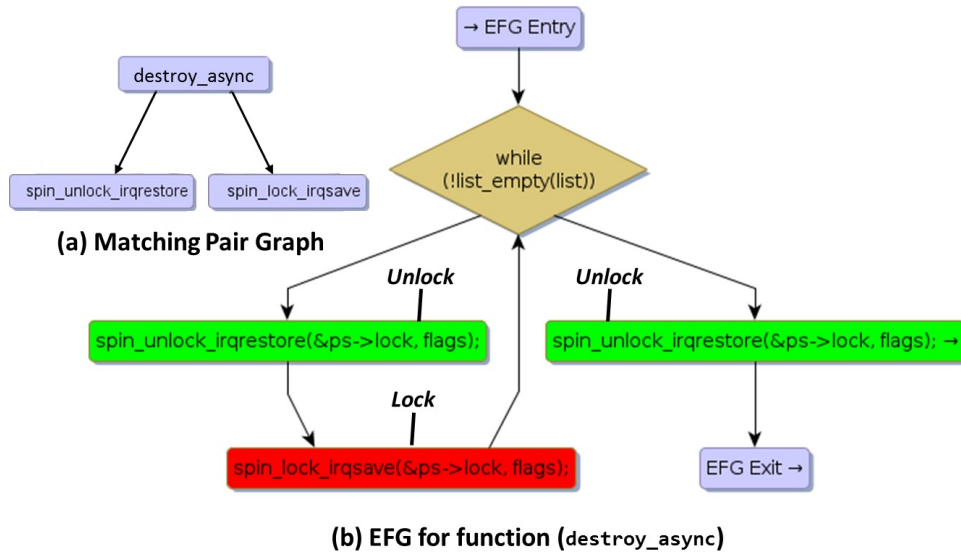 → EFG Entry
destroy_async
spin_unlock_irqrestore
spin_lock_irqsave
(a) Matching Pair Graph
while
(!list_empty(list))
Unlock
Unlock
spin_unlock_irqrestore(&ps->lock, flags);
spin_unlock_irqrestore(&ps->lock, flags); →
Lock
spin_lock_irqsave(&ps->lock, flags);
EFG Exit →
(b) EFG for function (destroy_async)